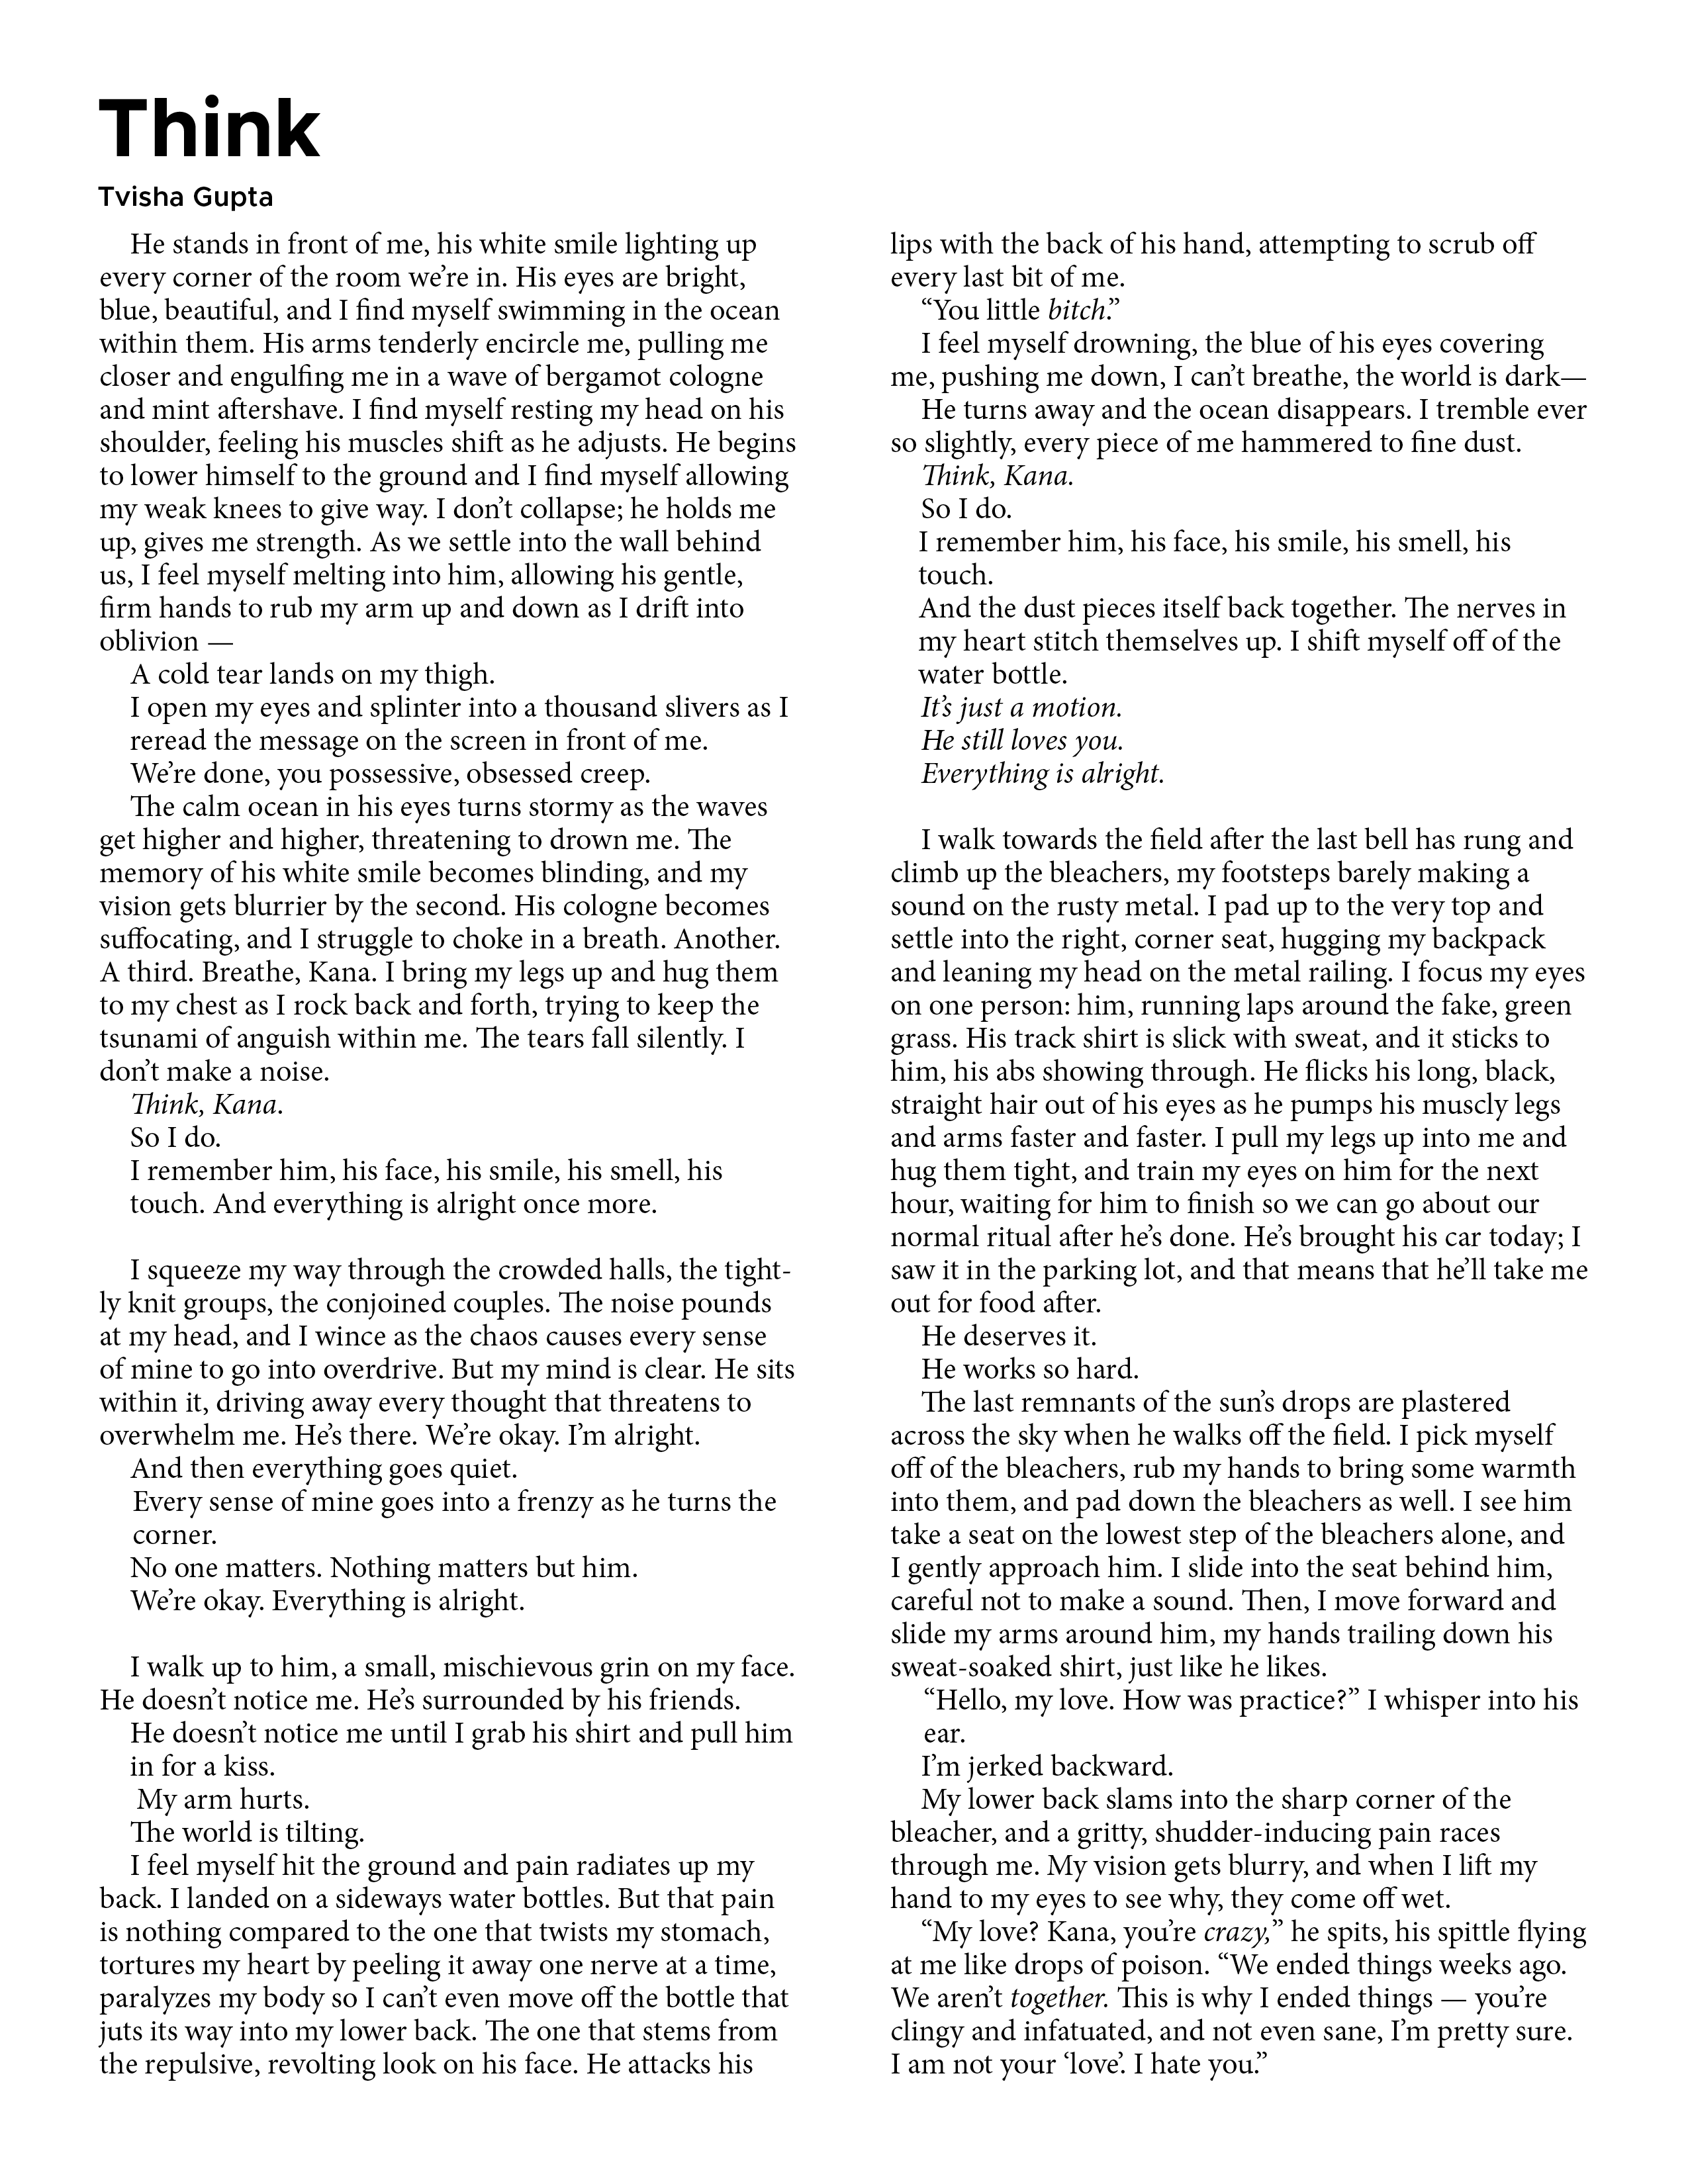 Think
Tvisha Gupta
He stands in front of me, his white smile lighting up
every corner of the room we’re in. His eyes are bright,
blue, beautiful, and I find myself swimming in the ocean
within them. His arms tenderly encircle me, pulling me
closer and engulfing me in a wave of bergamot cologne
and mint aftershave. I find myself resting my head on his
shoulder, feeling his muscles shift as he adjusts. He begins
to lower himself to the ground and I find myself allowing
my weak knees to give way. I don’t collapse; he holds me
up, gives me strength. As we settle into the wall behind
us, I feel myself melting into him, allowing his gentle,
firm hands to rub my arm up and down as I drift into
oblivion —
A cold tear lands on my thigh.
I open my eyes and splinter into a thousand slivers as I
reread the message on the screen in front of me.
We’re done, you possessive, obsessed creep.
The calm ocean in his eyes turns stormy as the waves
get higher and higher, threatening to drown me. The
memory of his white smile becomes blinding, and my
vision gets blurrier by the second. His cologne becomes
suffocating, and I struggle to choke in a breath. Another.
A third. Breathe, Kana. I bring my legs up and hug them
to my chest as I rock back and forth, trying to keep the
tsunami of anguish within me. The tears fall silently. I
don’t make a noise.
Think, Kana.
So I do.
I remember him, his face, his smile, his smell, his
touch. And everything is alright once more.
I squeeze my way through the crowded halls, the tight-
ly knit groups, the conjoined couples. The noise pounds
at my head, and I wince as the chaos causes every sense
of mine to go into overdrive. But my mind is clear. He sits
within it, driving away every thought that threatens to
overwhelm me. He’s there. We’re okay. I’m alright.
And then everything goes quiet.
Every sense of mine goes into a frenzy as he turns the
corner.
No one matters. Nothing matters but him.
We’re okay. Everything is alright.
I walk up to him, a small, mischievous grin on my face.
He doesn’t notice me. He’s surrounded by his friends.
He doesn’t notice me until I grab his shirt and pull him
in for a kiss.
My arm hurts.
The world is tilting.
I feel myself hit the ground and pain radiates up my
back. I landed on a sideways water bottles. But that pain
is nothing compared to the one that twists my stomach,
tortures my heart by peeling it away one nerve at a time,
paralyzes my body so I can’t even move off the bottle that
juts its way into my lower back. The one that stems from
the repulsive, revolting look on his face. He attacks his
lips with the back of his hand, attempting to scrub off
every last bit of me.
“You little bitch.”
I feel myself drowning, the blue of his eyes covering
me, pushing me down, I can’t breathe, the world is dark—
He turns away and the ocean disappears. I tremble ever
so slightly, every piece of me hammered to fine dust.
Think, Kana.
So I do.
I remember him, his face, his smile, his smell, his
touch.
And the dust pieces itself back together. The nerves in
my heart stitch themselves up. I shift myself off of the
water bottle.
It’s just a motion.
He still loves you.
Everything is alright.
I walk towards the field after the last bell has rung and
climb up the bleachers, my footsteps barely making a
sound on the rusty metal. I pad up to the very top and
settle into the right, corner seat, hugging my backpack
and leaning my head on the metal railing. I focus my eyes
on one person: him, running laps around the fake, green
grass. His track shirt is slick with sweat, and it sticks to
him, his abs showing through. He flicks his long, black,
straight hair out of his eyes as he pumps his muscly legs
and arms faster and faster. I pull my legs up into me and
hug them tight, and train my eyes on him for the next
hour, waiting for him to finish so we can go about our
normal ritual after he’s done. He’s brought his car today; I
saw it in the parking lot, and that means that he’ll take me
out for food after.
He deserves it.
He works so hard.
The last remnants of the sun’s drops are plastered
across the sky when he walks off the field. I pick myself
off of the bleachers, rub my hands to bring some warmth
into them, and pad down the bleachers as well. I see him
take a seat on the lowest step of the bleachers alone, and
I gently approach him. I slide into the seat behind him,
careful not to make a sound. Then, I move forward and
slide my arms around him, my hands trailing down his
sweat-soaked shirt, just like he likes.
“Hello, my love. How was practice?” I whisper into his
ear.
I’m jerked backward.
My lower back slams into the sharp corner of the
bleacher, and a gritty, shudder-inducing pain races
through me. My vision gets blurry, and when I lift my
hand to my eyes to see why, they come off wet.
“My love? Kana, you’re crazy,” he spits, his spittle flying
at me like drops of poison. “We ended things weeks ago.
We aren’t together. This is why I ended things — you’re
clingy and infatuated, and not even sane, I’m pretty sure.
I am not your ‘love’. I hate you.”